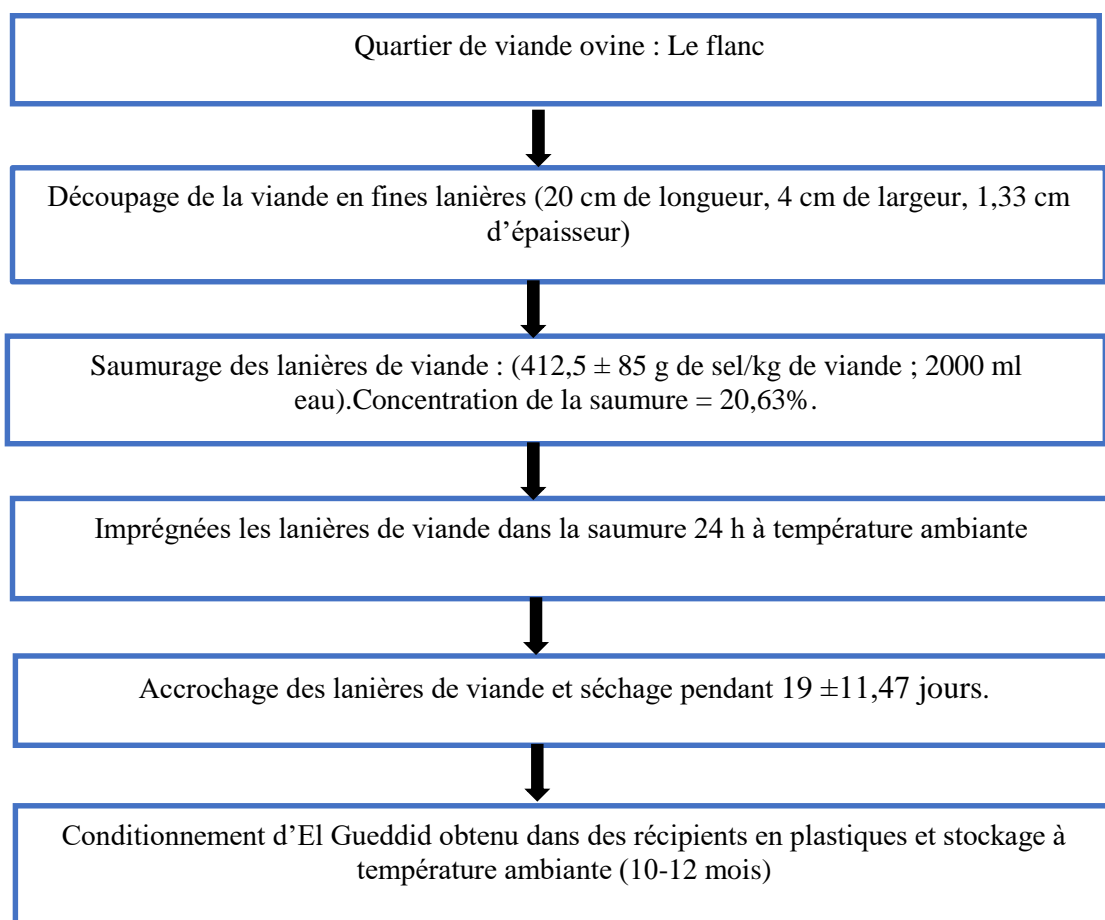 Quartier de viande ovine : Le flanc
Découpage de la viande en fines lanières (20 cm de longueur, 4 cm de largeur, 1,33 cm
d’épaisseur)
Saumurage des lanières de viande : (412,5 ± 85 g de sel/kg de viande ; 2000 ml
eau).Concentration de la saumure = 20,63%.
Imprégnées les lanières de viande dans la saumure 24 h à température ambiante
Accrochage des lanières de viande et séchage pendant 19 ±11,47 jours.
Conditionnement d’El Gueddid obtenu dans des récipients en plastiques et stockage à
température ambiante (10-12 mois)